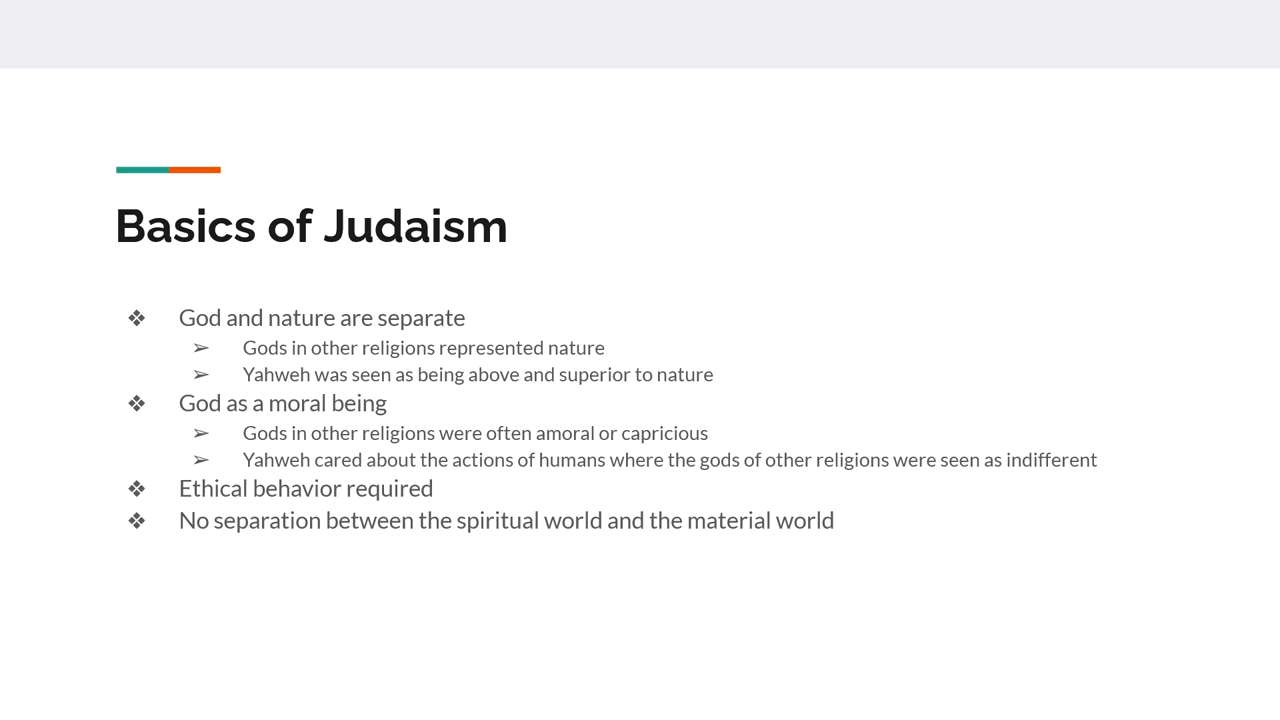 Basics of Judaism
❖ God and nature are separate
➢ Gods in other religions represented nature
➢ Yahweh was seen as being above and superior to nature
❖ God as a moral being
➢ Gods in other religions were often amoral or capricious
➢ Yahweh cared about the actions of humans where the gods of other religions were seen as indifferent
❖ Ethical behavior required
❖ No separation between the spiritual world and the material world